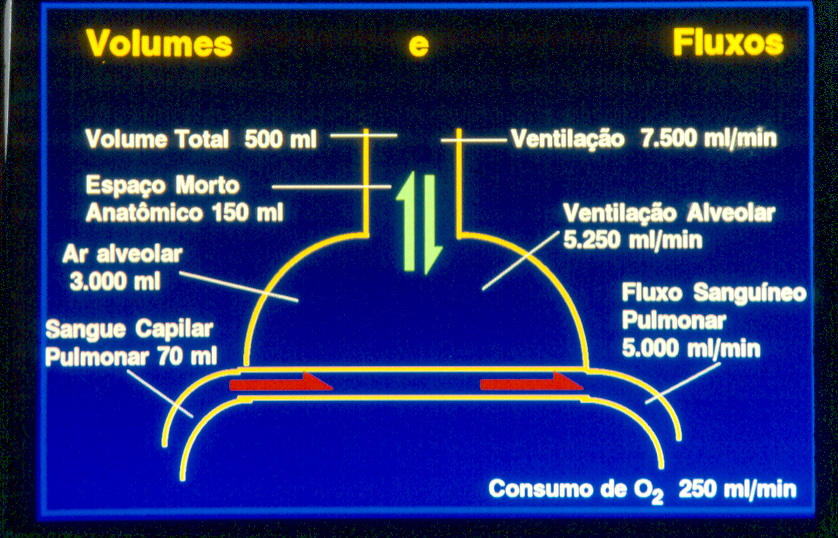 Volumes e Fluxos
Volume Total 500 ml
Ventilação 7.500 ml/min
Espaço Morto
Anatômico 150 ml
Ventilação Alveolar
5.250 ml/min
Ar alveolar
3.000 ml
Fluxo Sanguíneo
Pulmonar
5.000 ml/min
Sangue Capilar
Pulmonar 70 ml
Consumo de O₂ 250 ml/min